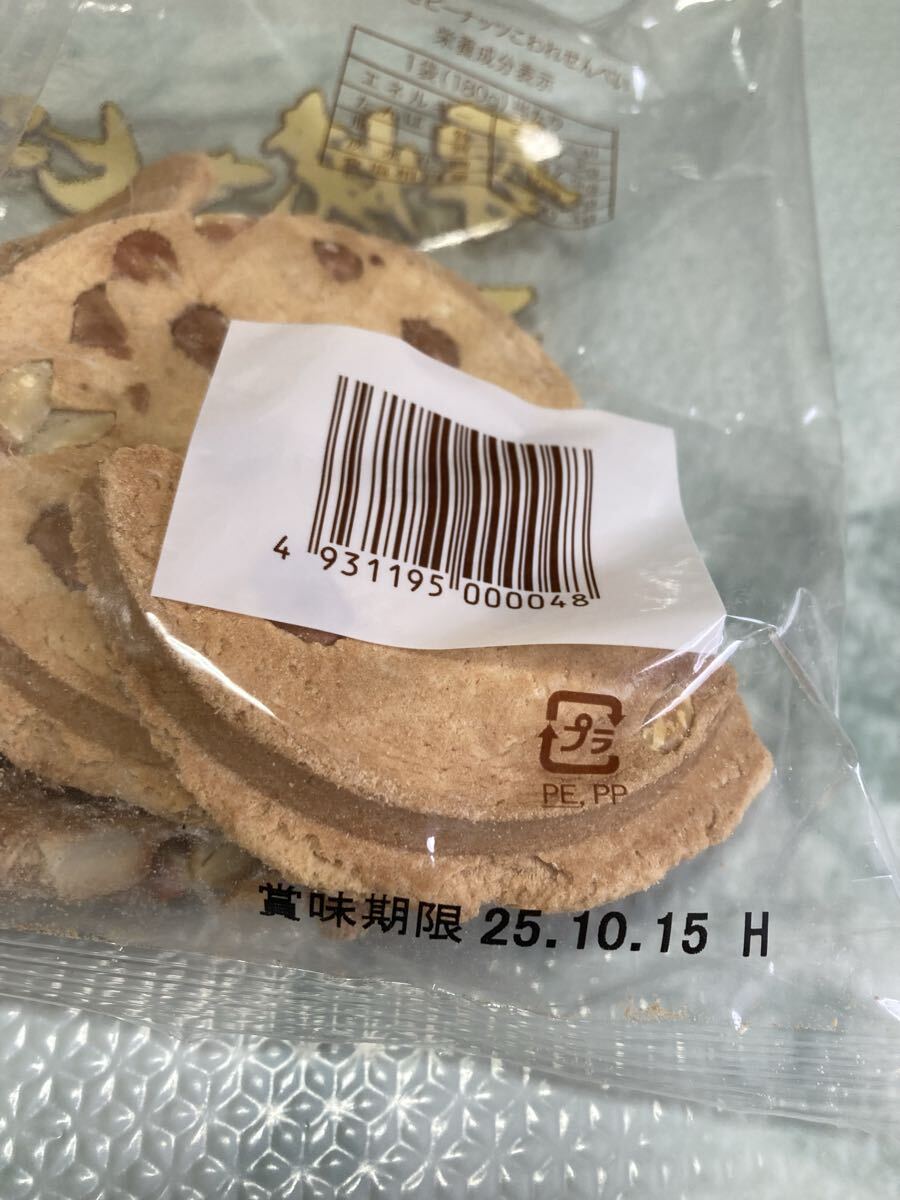 ピーナッツこわれせんべい
栄養成分表示
1袋(180g)当たり
4 931195 000048
プラ
PE, PP
賞味期限 25.10.15 H